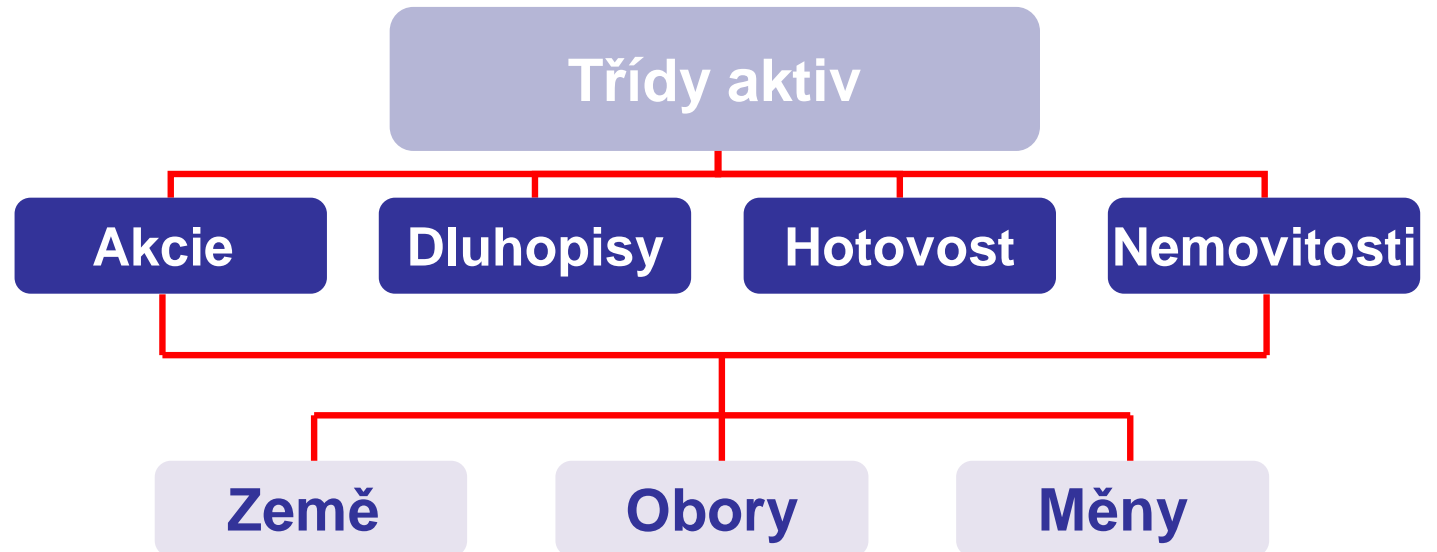 Třídy aktiv
Akcie
Dluhopisy
Hotovost
Nemovitosti
Země
Obory
Měny